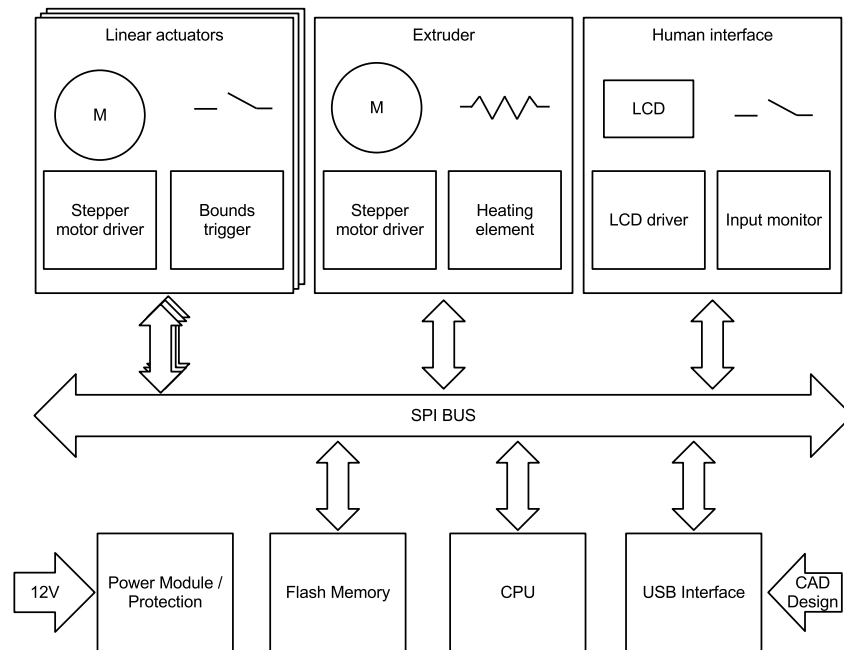 Linear actuators
Extruder
Human interface
M
M
LCD
Stepper
motor driver
Bounds
trigger
Stepper
motor driver
Heating
element
LCD driver
Input monitor
SPI BUS
12V
Power Module /
Protection
Flash Memory
CPU
USB Interface
CAD
Design